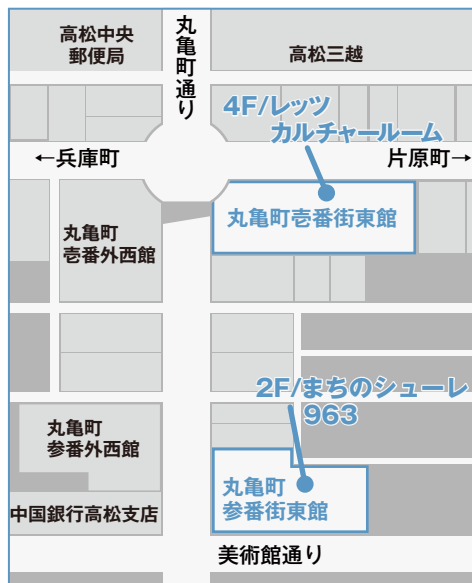 高松中央
郵便局
丸亀町通り
高松三越
4F/レッツ
カルチャールーム
←兵庫町
片原町→
丸亀町
壱番外西館
丸亀町壱番街東館
2F/まちのシューレ
963
丸亀町
参番外西館
丸亀町
参番街東館
中国銀行高松支店
美術館通り